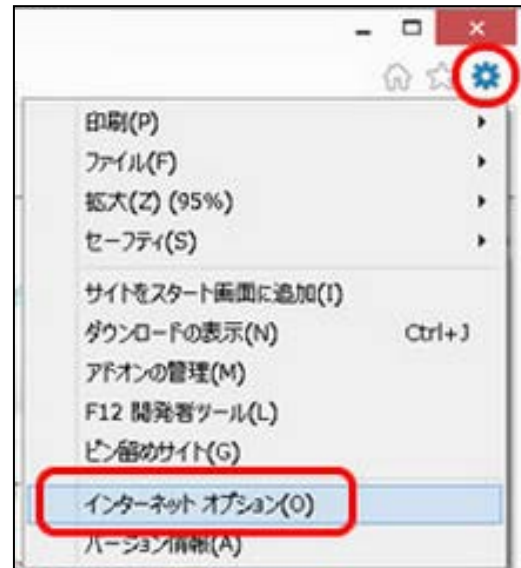 印刷(P)
ファイル(F)
拡大(Z) (95%)
セーフティ(S)
サイトをスタート画面に追加(I)
ダウンロードの表示(N) Ctrl+J
アドオンの管理(M)
F12 開発者ツール(L)
ピン留めサイト(G)
インターネット オプション(O)
バージョン情報(A)